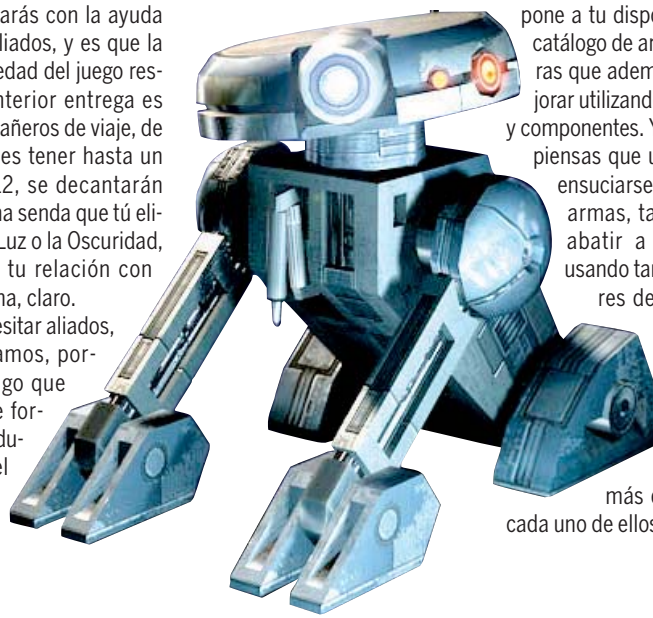 arás con la ayuda
liados, y es que la
edad del juego res-
nterior entrega es
añeros de viaje, de
es tener hasta un
12, se decantarán
na senda que tú eli-
Luz o la Oscuridad,
tu relación con
na, claro.
esitar aliados,
amos, por-
go que
e for-
du-
el
pone a tu dispo
catálogo de ar
ras que adem
jorar utilizand
y componentes. Y
piensas que u
ensuciarse
armas, ta
abatir a
usando tar
res de
más
cada uno de ellos